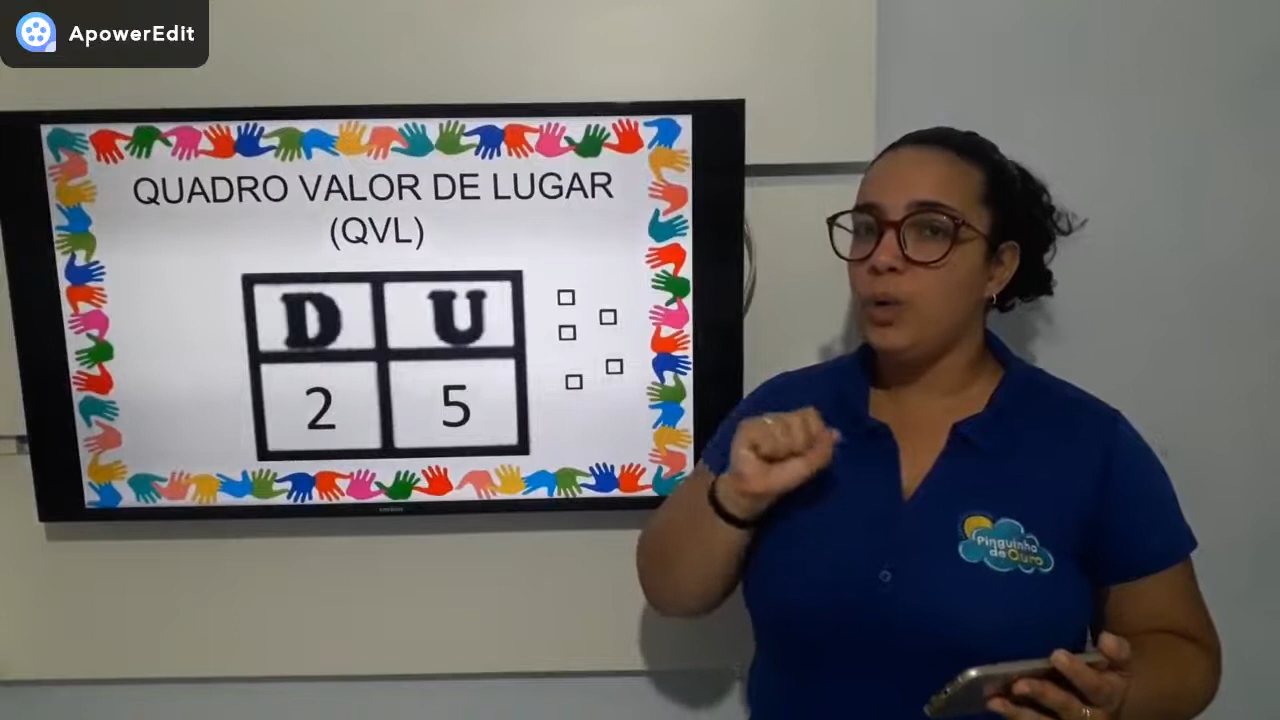 ApowerEdit
QUADRO VALOR DE LUGAR
(QVL)
D U
2 5
Pinguinho
de Ouro